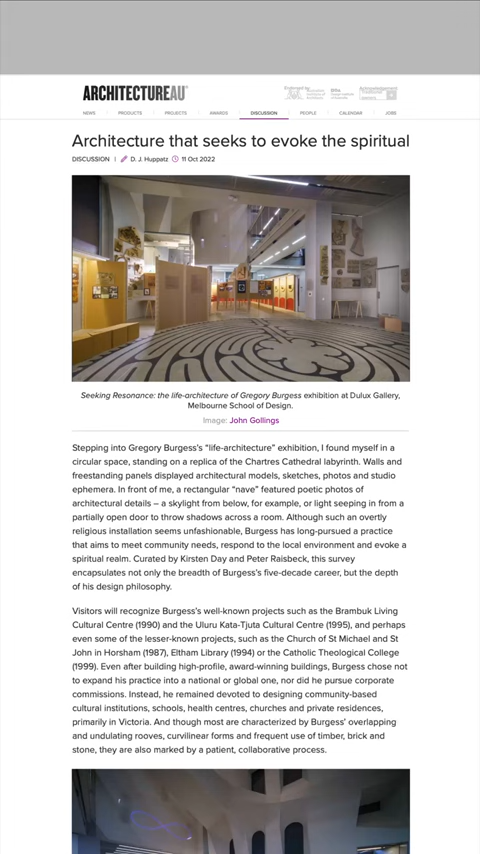 ARCHITECTUREAU
NEWS PRODUCTS PROJECTS AWARDS DISCUSSION PEOPLE CALENDAR JOBS
Architecture that seeks to evoke the spiritual
DISCUSSION | D. J. Huppatz 11 Oct 2022
Seeking Resonance: the life-architecture of Gregory Burgess exhibition at Dulux Gallery,
Melbourne School of Design.
Image: John Gollings
Stepping into Gregory Burgess's "life-architecture" exhibition, I found myself in a
circular space, standing on a replica of the Chartres Cathedral labyrinth. Walls and
freestanding panels displayed architectural models, sketches, photos and studio
ephemera. In front of me, a rectangular "nave" featured poetic photos of
architectural details – a skylight from below, for example, or light seeping in from a
partially open door to throw shadows across a room. Although such an overtly
religious installation seems unfashionable, Burgess has long-pursued a practice
that aims to meet community needs, respond to the local environment and evoke a
spiritual realm. Curated by Kirsten Day and Peter Raisbeck, this survey
encapsulates not only the breadth of Burgess's five-decade career, but the depth
of his design philosophy.
Visitors will recognize Burgess's well-known projects such as the Brambuk Living
Cultural Centre (1990) and the Uluru Kata-Tjuta Cultural Centre (1995), and perhaps
even some of the lesser-known projects, such as the Church of St Michael and St
John in Horsham (1987), Eltham Library (1994) or the Catholic Theological College
(1999). Even after building high-profile, award-winning buildings, Burgess chose not
to expand his practice into a national or global one, nor did he pursue corporate
commissions. Instead, he remained devoted to designing community-based
cultural institutions, schools, health centres, churches and private residences,
primarily in Victoria. And though most are characterized by Burgess' overlapping
and undulating rooves, curvilinear forms and frequent use of timber, brick and
stone, they are also marked by a patient, collaborative process.